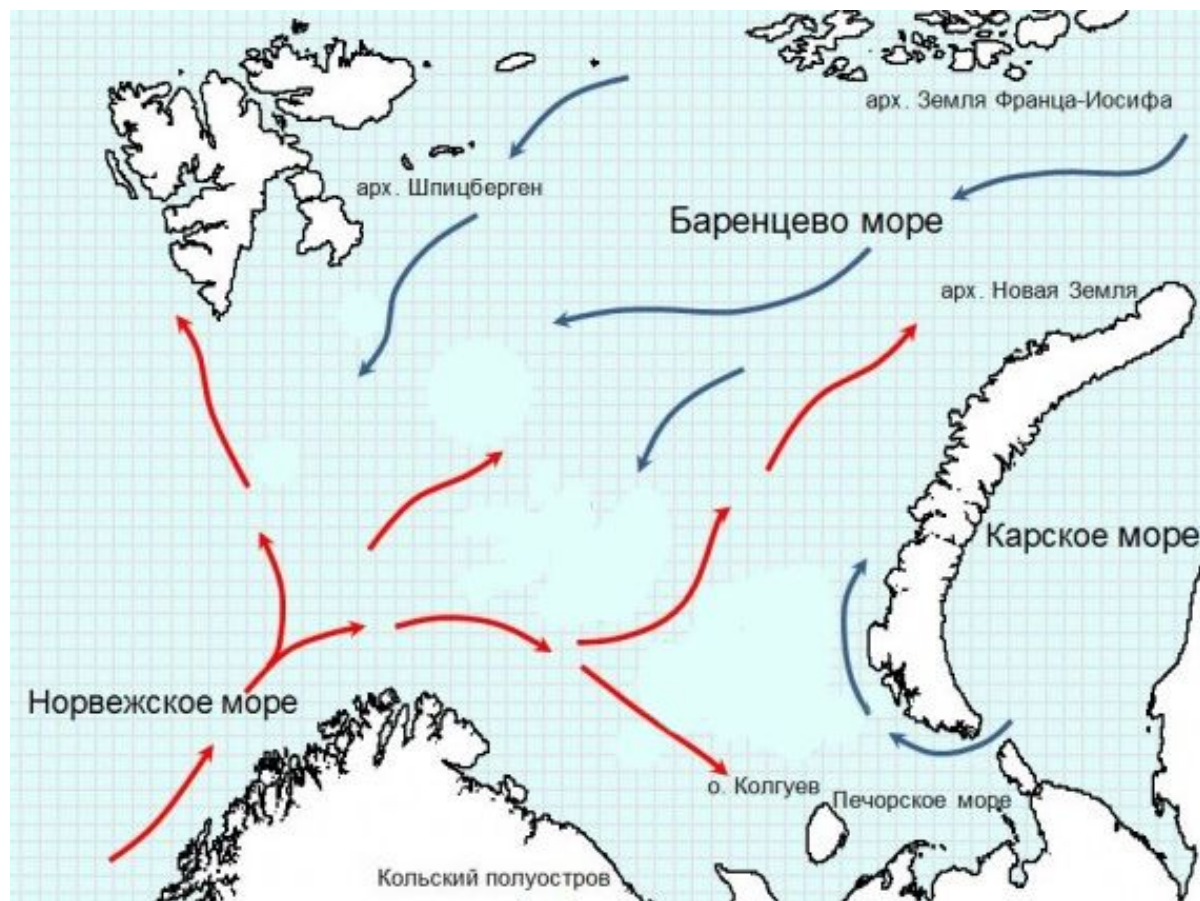 арх. Земля Франца-Иосифа
арх. Шпицберген
Баренцево море
арх. Новая Земля
Карское море
Норвежское море
о. Колгуев
Печорское море
Кольский полуостров